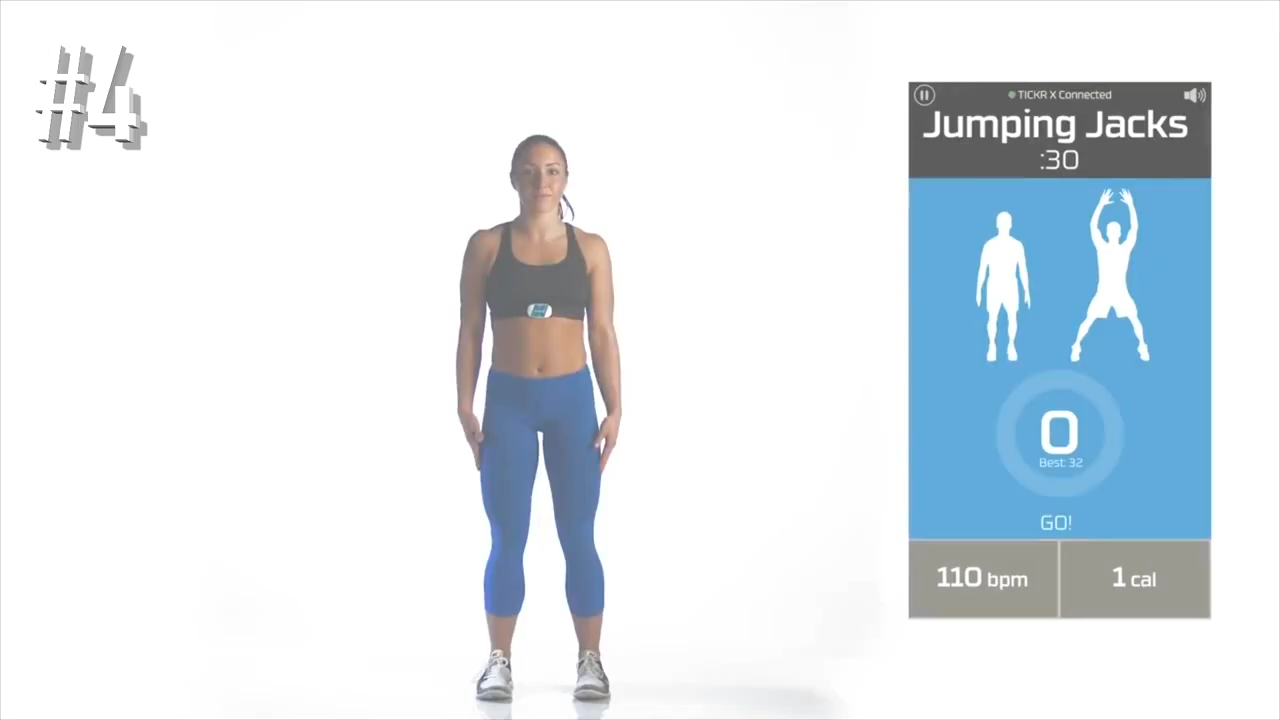 #4
TICKR X Connected
Jumping Jacks
:30
0
Best: 32
GO!
110 bpm
1 cal